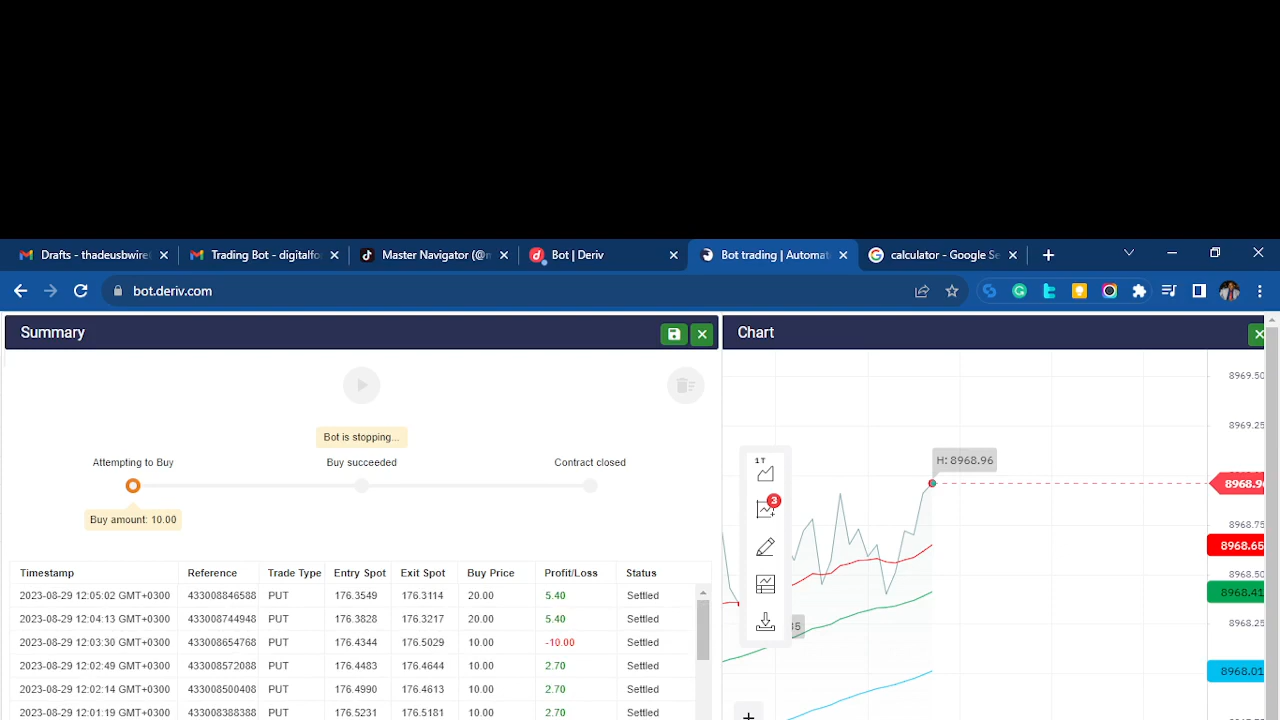 Drafts - thadeusbwire
Trading Bot - digitalfo
Master Navigator (@n
Bot | Deriv
Bot trading | Automat
calculator - Google Se
bot.deriv.com
Summary
Chart
Bot is stopping...
Attempting to Buy
Buy succeeded
Contract closed
Buy amount: 10.00
Timestamp Reference Trade Type Entry Spot Exit Spot Buy Price Profit/Loss Status
2023-08-29 12:05:02 GMT+0300 433008846588 PUT 176.3549 176.3114 20.00 5.40 Settled
2023-08-29 12:04:13 GMT+0300 433008744948 PUT 176.3828 176.3217 20.00 5.40 Settled
2023-08-29 12:03:30 GMT+0300 433008654768 PUT 176.4344 176.5029 10.00 -10.00 Settled
2023-08-29 12:02:49 GMT+0300 433008572088 PUT 176.4483 176.4644 10.00 2.70 Settled
2023-08-29 12:02:14 GMT+0300 433008500408 PUT 176.4990 176.4613 10.00 2.70 Settled
2023-08-29 12:01:19 GMT+0300 433008388388 PUT 176.5231 176.5181 10.00 2.70 Settled
1T
3
H: 8968.96
8969.50
8969.25
8968.96
8968.75
8968.65
8968.50
8968.41
8968.25
8968.01